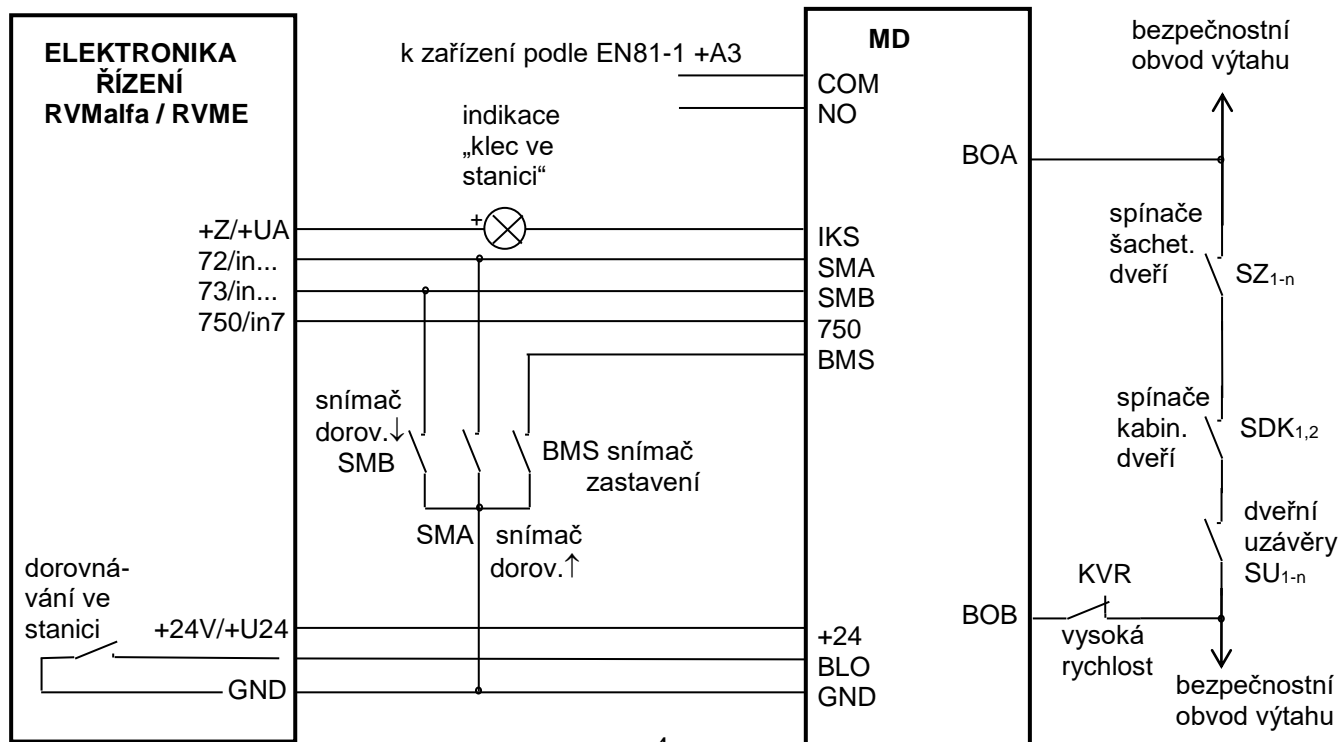 ELEKTRONIKA
ŘÍZENÍ
RVMalfa / RVME
k zařízení podle EN81-1 +A3
MD
COM
NO
bezpečnostní
obvod výtahu
indikace
„klec ve
stanici“
BOA
+Z/+UA
+
IKS
72/in...
SMA
73/in...
SMB
750/in7
750
BMS
spínače
šachet.
dveří
SZ1-n
snímač
dorov.↓
SMB
BMS snímač
zastavení
spínače
kabin.
dveří
SDK1,2
SMA
snímač
dorov.↑
dveřní
uzávěry
SU1-n
dorovná-
vání ve
stanici
+24V/+U24
+24
BLO
GND
GND
KVR
BOB
vysoká
rychlost
bezpečnostní
obvod výtahu